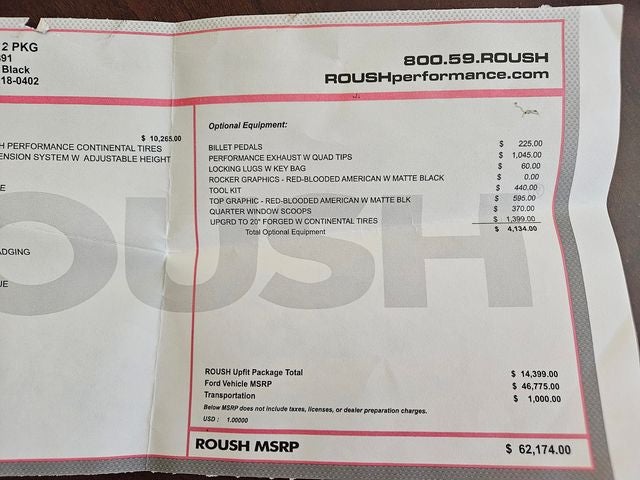 2 PKG
Black
18-0402
800.59.ROUSH
ROUSHperformance.com
$ 10,265.00
H PERFORMANCE CONTINENTAL TIRES
ENSION SYSTEM W ADJUSTABLE HEIGHT
E
ADGING
UE
Optional Equipment:
BILLET PEDALS $ 225.00
PERFORMANCE EXHAUST W QUAD TIPS $ 1,045.00
LOCKING LUGS W KEY BAG $ 60.00
ROCKER GRAPHICS - RED-BLOODED AMERICAN W MATTE BLACK $ 0.00
TOOL KIT $ 440.00
TOP GRAPHIC - RED-BLOODED AMERICAN W MATTE BLK $ 595.00
QUARTER WINDOW SCOOPS $ 370.00
UPGRD TO 20" FORGED W CONTINENTAL TIRES $ 1,399.00
Total Optional Equipment $ 4,134.00
OUSH
ROUSH Upfit Package Total $ 14,399.00
Ford Vehicle MSRP $ 46,775.00
Transportation $ 1,000.00
Below MSRP does not include taxes, licenses, or dealer preparation charges.
USD : 1.00000
ROUSH MSRP $ 62,174.00